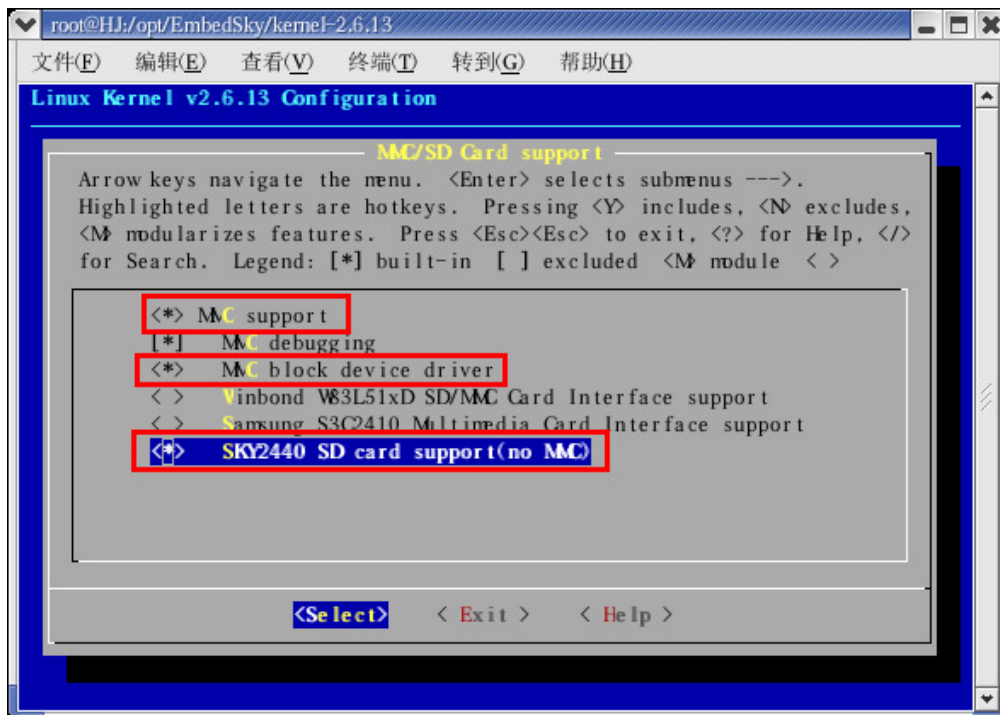 root@HJ:/opt/EmbedSky/kernel-2.6.13
文件(F) 编辑(E) 查看(V) 终端(T) 转到(G) 帮助(H)
Linux Kernel v2.6.13 Configuration
MMC/SD Card support
Arrow keys navigate the menu. <Enter> selects submenus --->.
Highlighted letters are hotkeys. Pressing <Y> includes, <N> excludes,
<M> modularizes features. Press <Esc><Esc> to exit, <?> for Help, </>
for Search. Legend: [*] built-in [ ] excluded <M> module < >
<*> MMC support
[*] MMC debugging
<*> MMC block device driver
< > Winbond W83L51xD SD/MMC Card Interface support
< > Samsung S3C2410 Multimedia Card Interface support
<*> SKY2440 SD card support(no MMC)
<Select> < Exit > < Help >